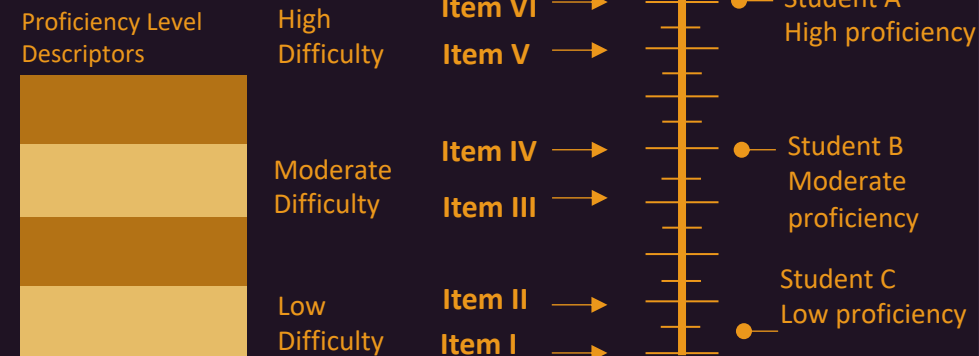 Proficiency Level
Descriptors
High
Difficulty
Item VI
Item V
Student A
High proficiency
Moderate
Difficulty
Item IV
Item III
Student B
Moderate
proficiency
Low
Difficulty
Item II
Item I
Student C
Low proficiency